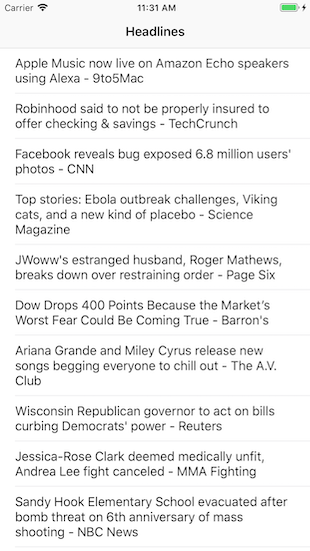 Carrier 11:31 AM
Headlines
Apple Music now live on Amazon Echo speakers
using Alexa - 9to5Mac
Robinhood said to not be properly insured to
offer checking & savings - TechCrunch
Facebook reveals bug exposed 6.8 million users'
photos - CNN
Top stories: Ebola outbreak challenges, Viking
cats, and a new kind of placebo - Science
Magazine
JWoww's estranged husband, Roger Mathews,
breaks down over restraining order - Page Six
Dow Drops 400 Points Because the Market’s
Worst Fear Could Be Coming True - Barron's
Ariana Grande and Miley Cyrus release new
songs begging everyone to chill out - The A.V.
Club
Wisconsin Republican governor to act on bills
curbing Democrats' power - Reuters
Jessica-Rose Clark deemed medically unfit,
Andrea Lee fight canceled - MMA Fighting
Sandy Hook Elementary School evacuated after
bomb threat on 6th anniversary of mass
shooting - NBC News